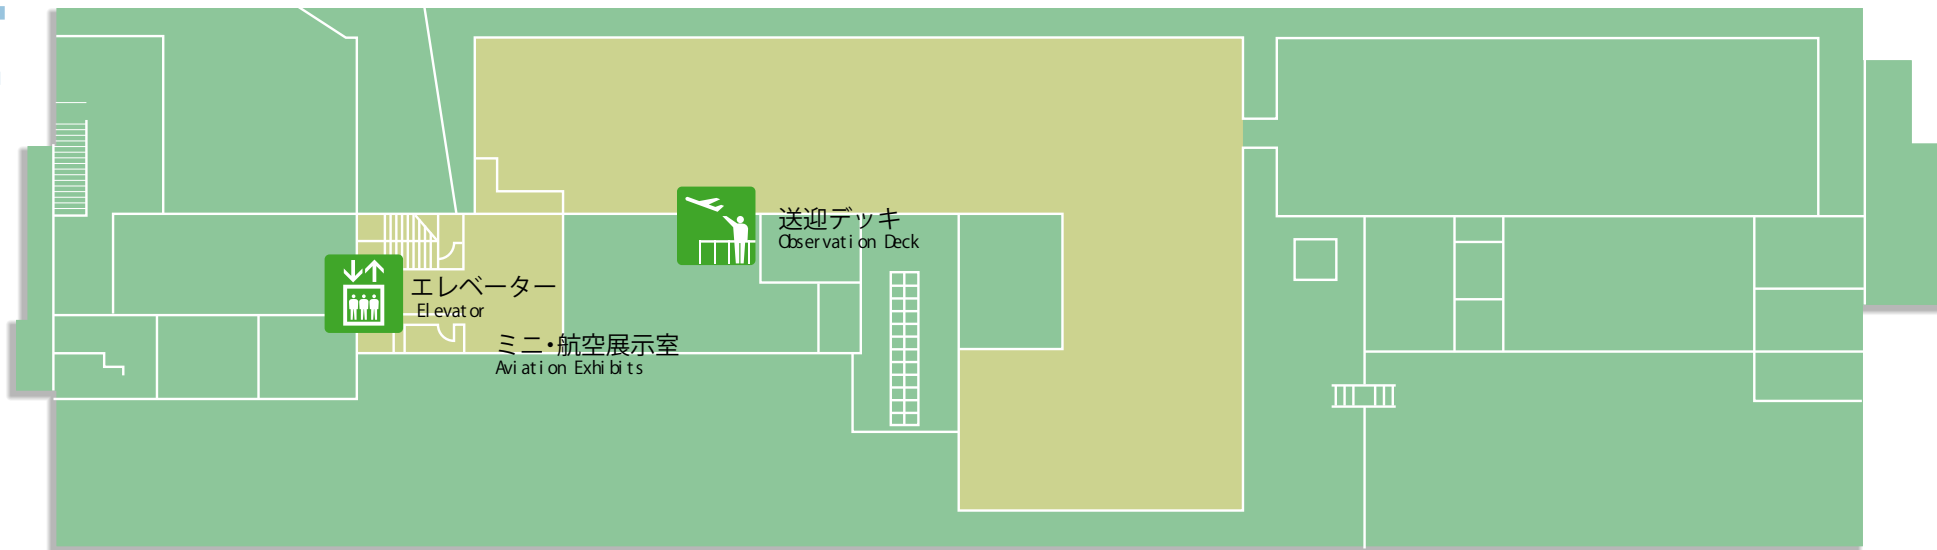 送迎デッキ
Observation Deck
エレベーター
Elevator
ミニ・航空展示室
Aviation Exhibits